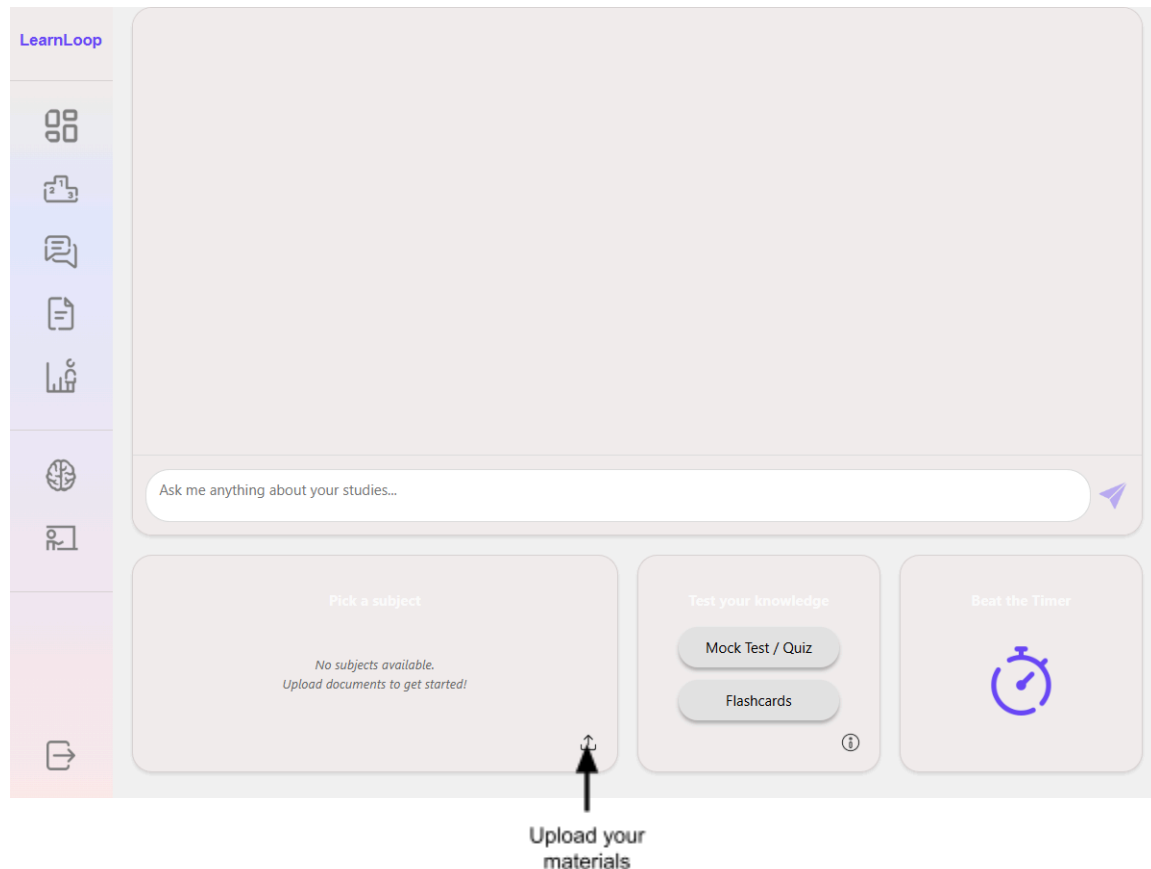 LearnLoop
Ask me anything about your studies...
Pick a subject
No subjects available.
Upload documents to get started!
Test your knowledge
Mock Test / Quiz
Flashcards
Beat the Timer
Upload your
materials